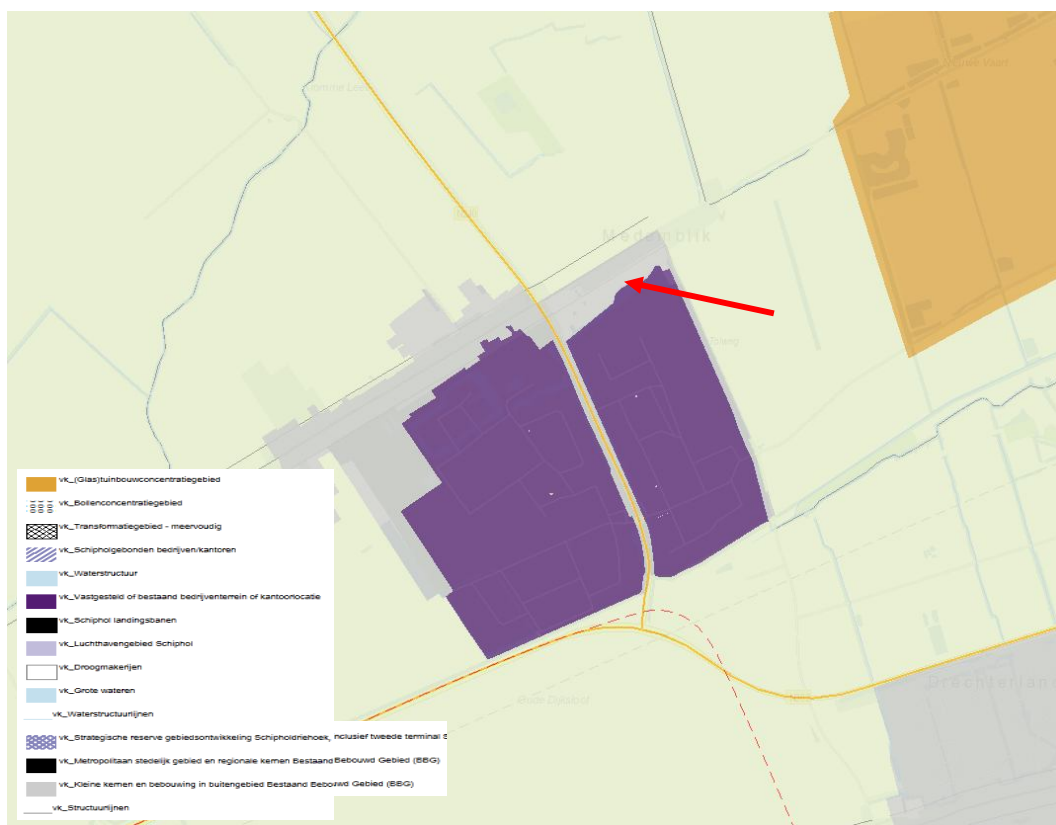 Medemblik
Drechterland
vk_(Glas)tuinbouwconcentratiegebied
vk_Bollenconcentratiegebied
vk_Transformatiegebied - meervoudig
vk_Schipholgebonden bedrijven/kantoren
vk_Waterstructuur
vk_Vastgesteld of bestaand bedrijventerrein of kantoorlocatie
vk_Schiphol landingsbanen
vk_Luchthavengebied Schiphol
vk_Droogmakerijen
vk_Grote wateren
vk_Waterstructuurlijnen
vk_Strategische reserve gebiedsontwikkeling Schipholdriehoek, nclusief tweede terminal S
vk_Metropolitaan stedelijk gebied en regionale kernen Bestaand Bebouwd Gebied (BBG)
vk_Kleine kernen en bebouwing in buitengebied Bestaand Bebouwd Gebied (BBG)
vk_Structuurlijnen